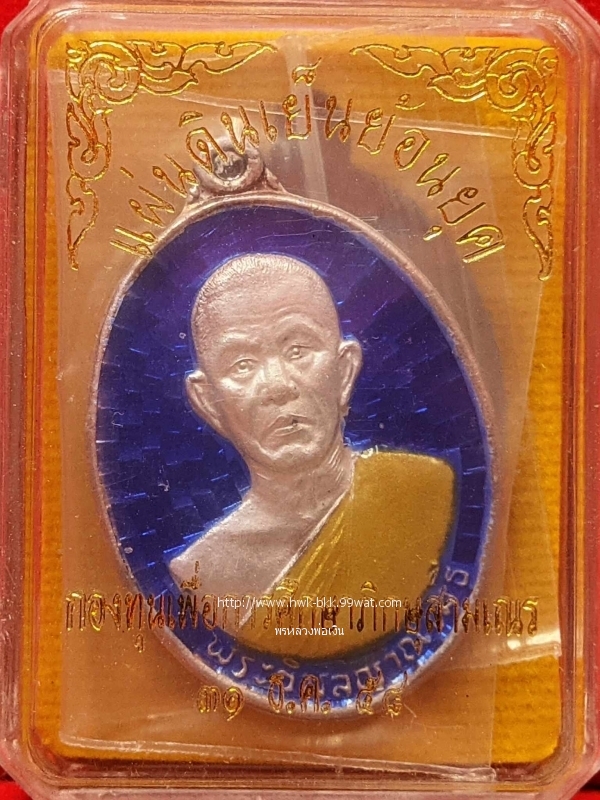 แผ่นดินเย็นย้อนยุค
http://www.hwk-bkk.99wat.com
กองทุนเพื่อการศึกษาภิกษุสามเณร
พรหลวงพ่อเงิน
๓๑ ธ.ค. ๕๘